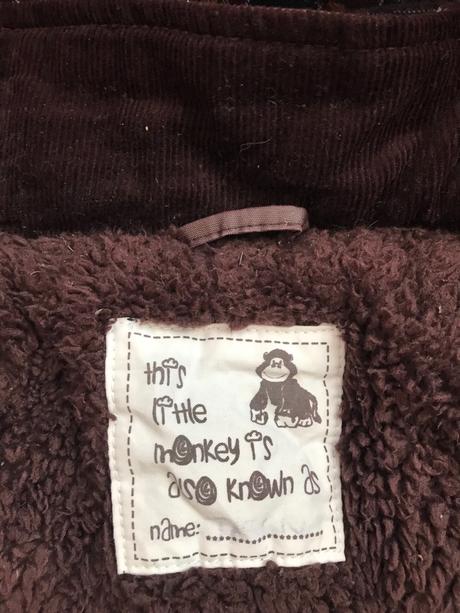 this
little
monkey is
also known as
name: